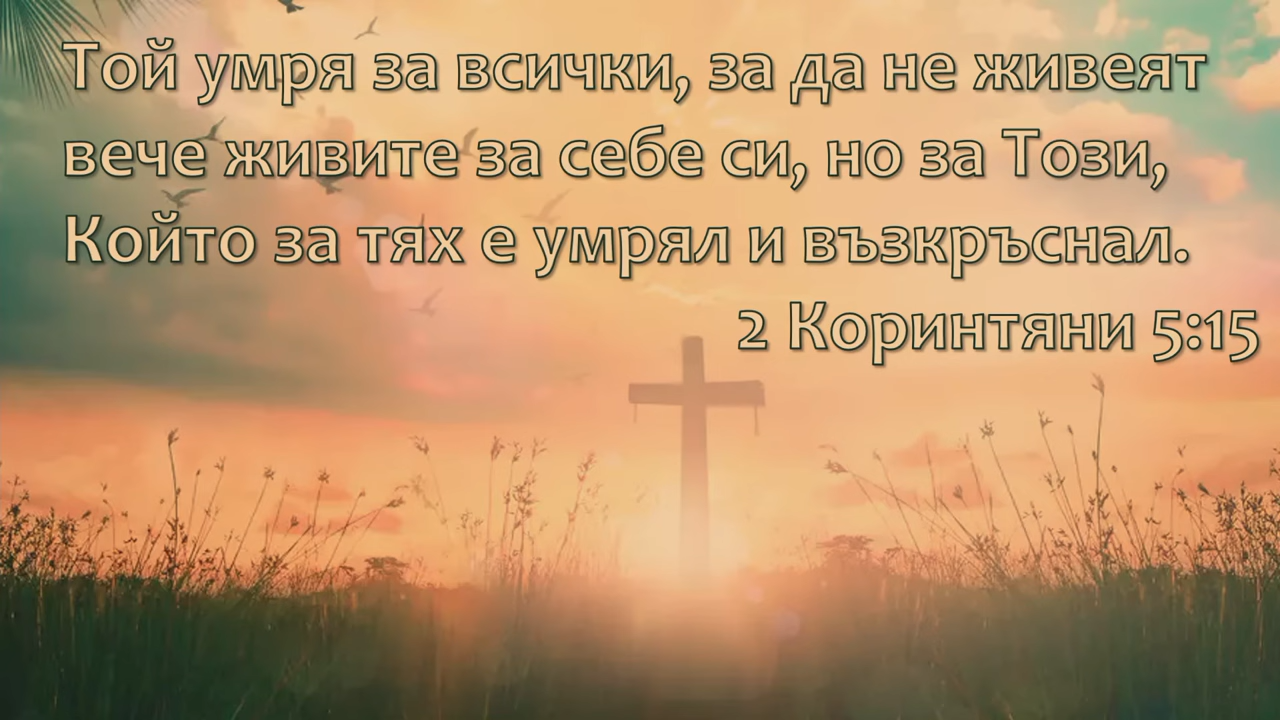 Той умря за всички, за да не живеят
вече живите за себе си, но за Този,
Който за тях е умрял и възкръснал.
2 Коринтяни 5:15